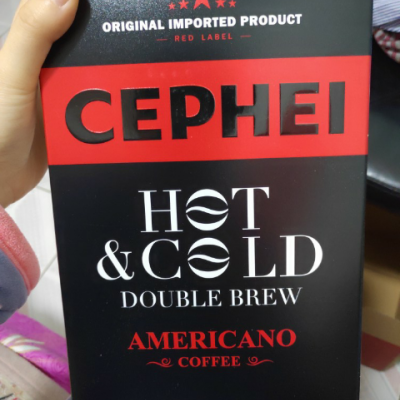 ORIGINAL IMPORTED PRODUCT
RED LABEL
CEPHEI
HOT
& COLD
DOUBLE BREW
AMERICANO
COFFEE